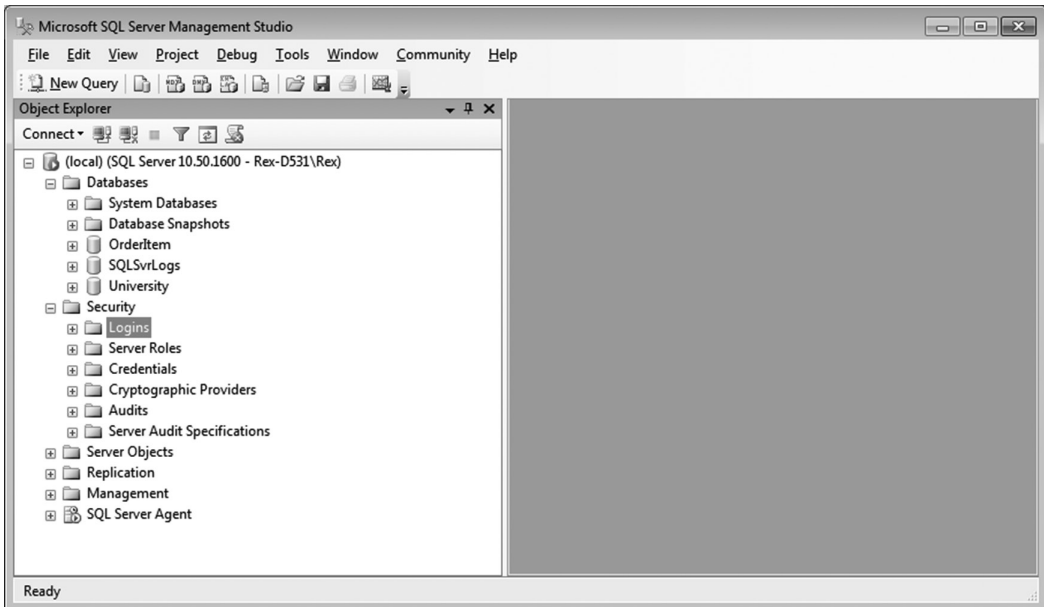 Microsoft SQL Server Management Studio
File Edit View Project Debug Tools Window Community Help
New Query
Object Explorer
Connect
(local) (SQL Server 10.50.1600 - Rex-D531\Rex)
Databases
System Databases
Database Snapshots
OrderItem
SQLSvrLogs
University
Security
Logins
Server Roles
Credentials
Cryptographic Providers
Audits
Server Audit Specifications
Server Objects
Replication
Management
SQL Server Agent
Ready